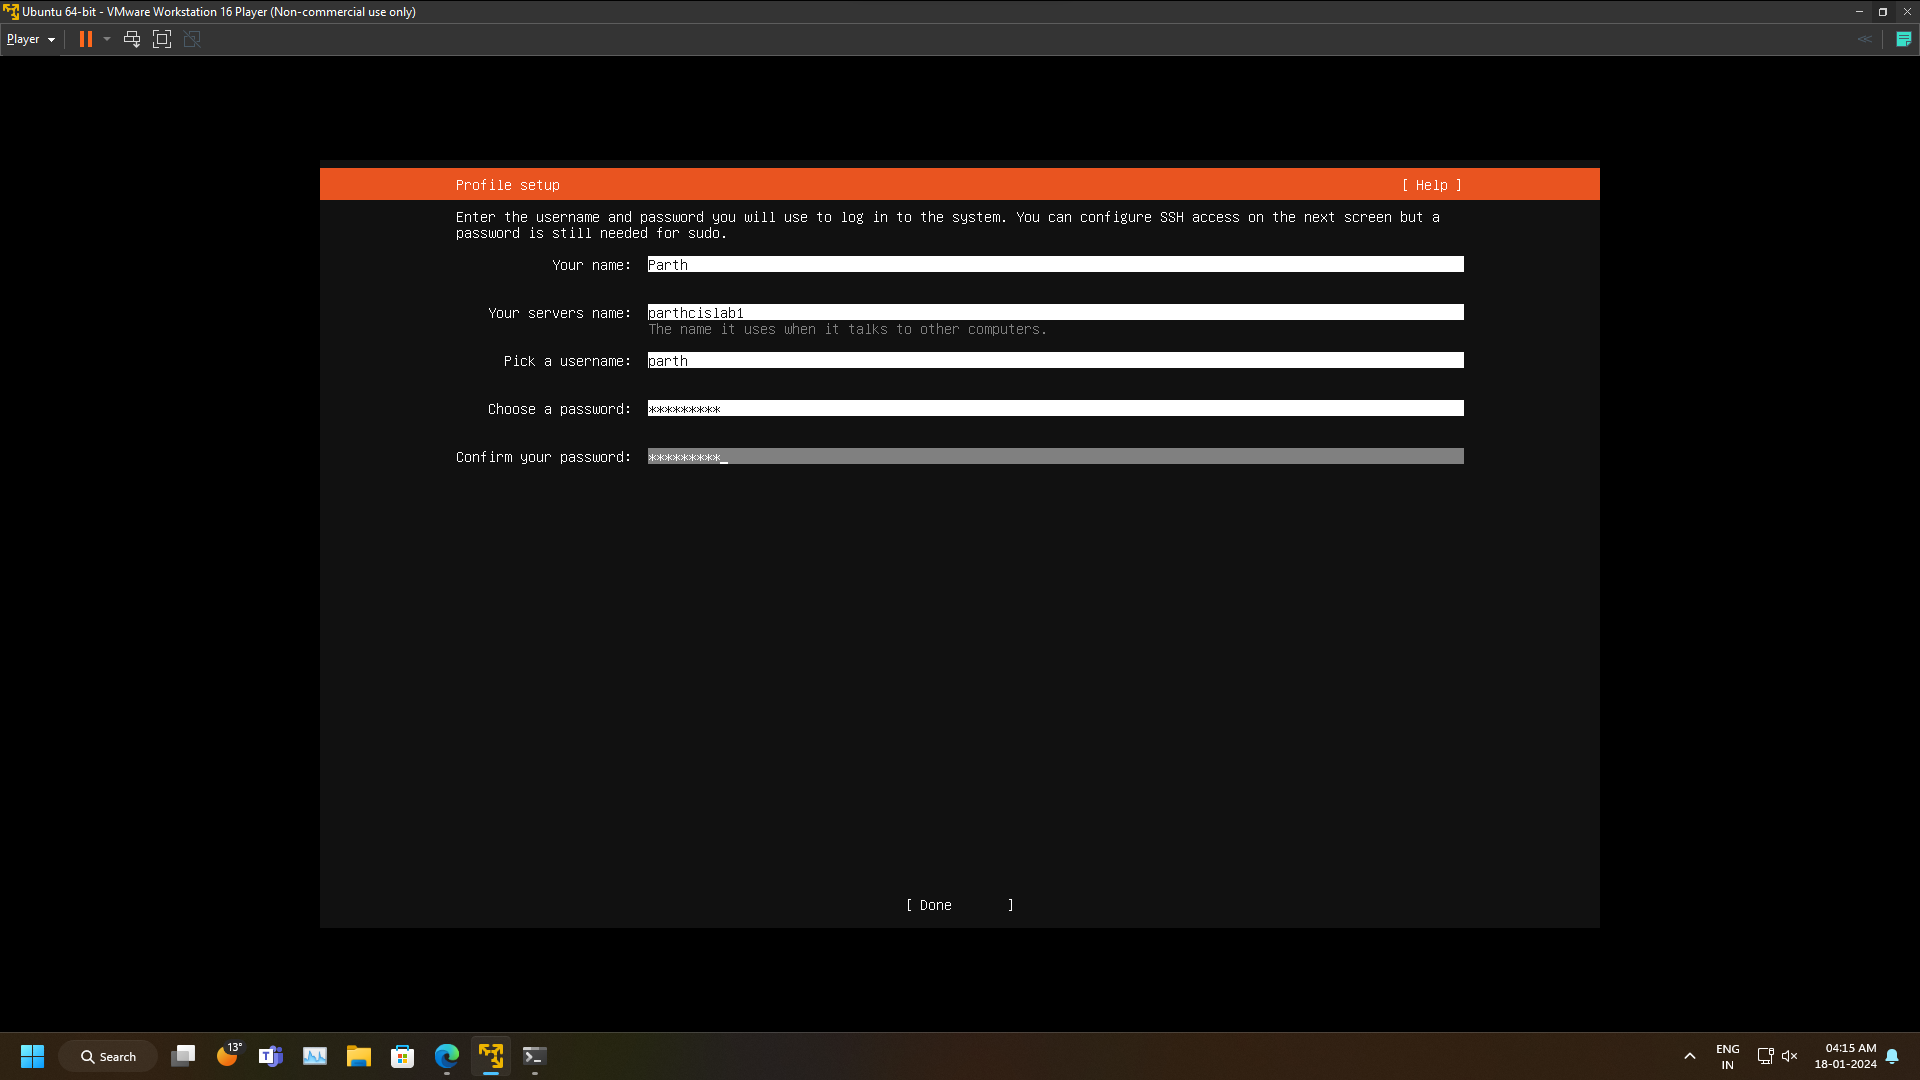 Ubuntu 64-bit - VMware Workstation 16 Player (Non-commercial use only)
Player
Profile setup [ Help ]
Enter the username and password you will use to log in to the system. You can configure SSH access on the next screen but a
password is still needed for sudo.
Your name: Parth
Your servers name: parthcislab1
The name it uses when it talks to other computers.
Pick a username: parth
Choose a password: *********
Confirm your password: *********_
[ Done ]
13°
Search
ENG
IN
04:15 AM
18-01-2024